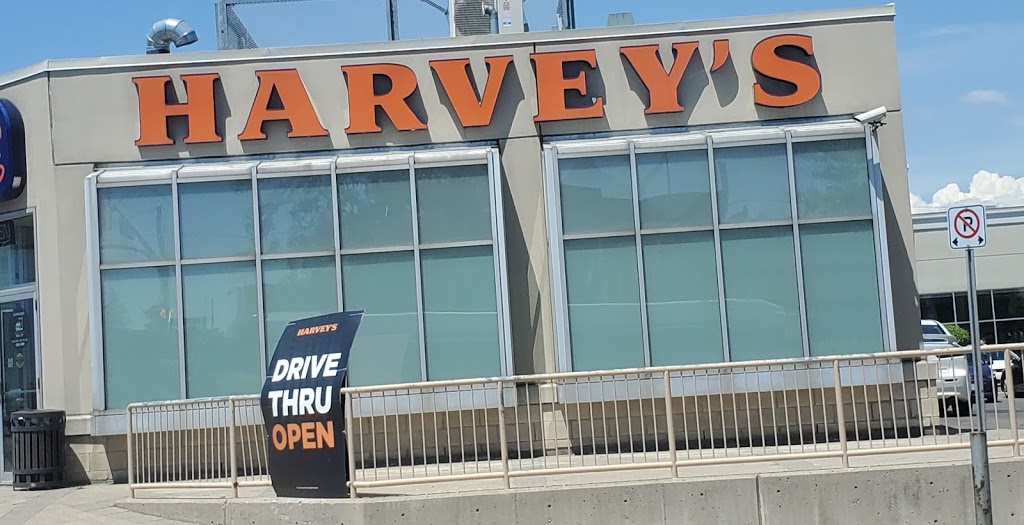 HARVEY'S
HARVEY'S
DRIVE
THRU
OPEN
P